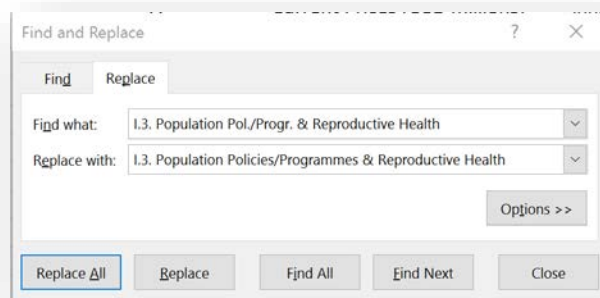 Find and Replace ? ×
Find Replace
Find what: I.3. Population Pol./Progr. & Reproductive Health
Replace with: I.3. Population Policies/Programmes & Reproductive Health
Options >>
Replace All Replace Find All Find Next Close